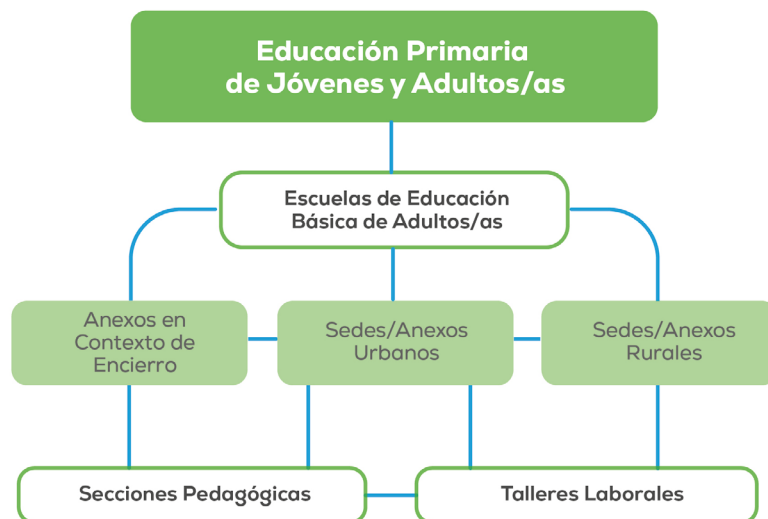 Educación Primaria
de Jóvenes y Adultos/as
Escuelas de Educación
Básica de Adultos/as
Anexos en
Contexto de
Encierro
Sedes/Anexos
Urbanos
Sedes/Anexos
Rurales
Secciones Pedagógicas
Talleres Laborales